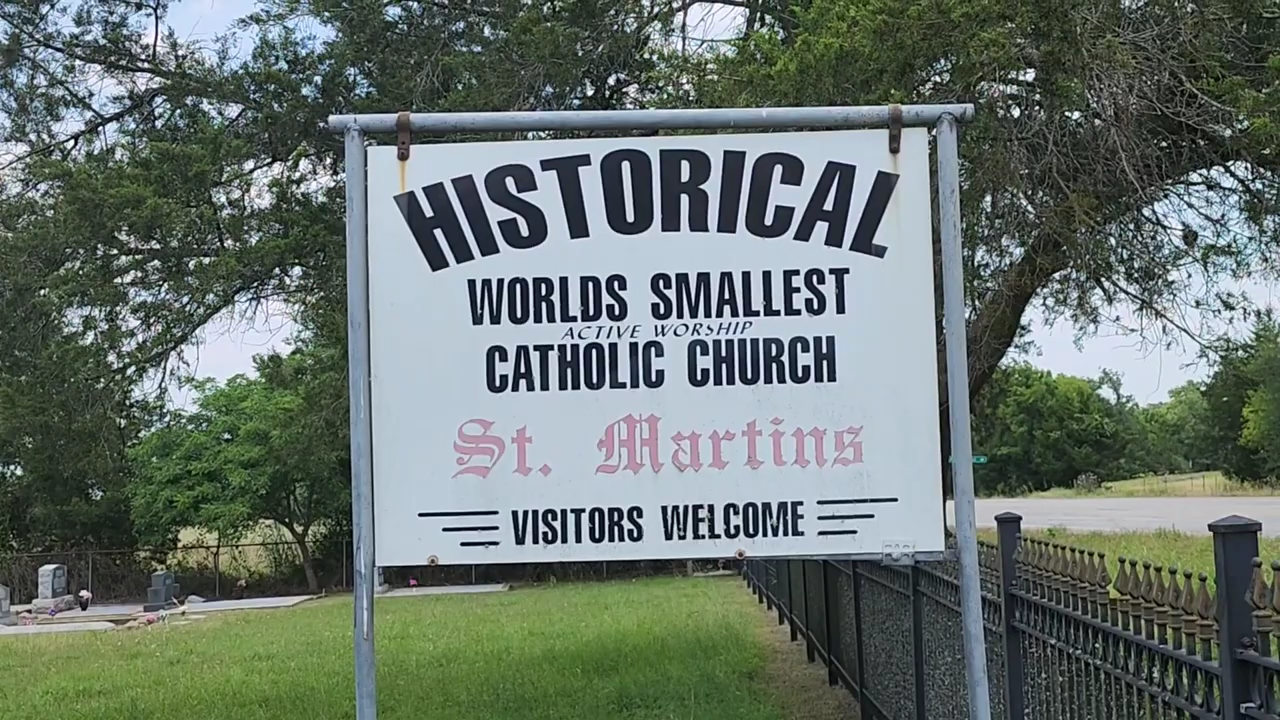 HISTORICAL
WORLDS SMALLEST
ACTIVE WORSHIP
CATHOLIC CHURCH
St. Martins
VISITORS WELCOME